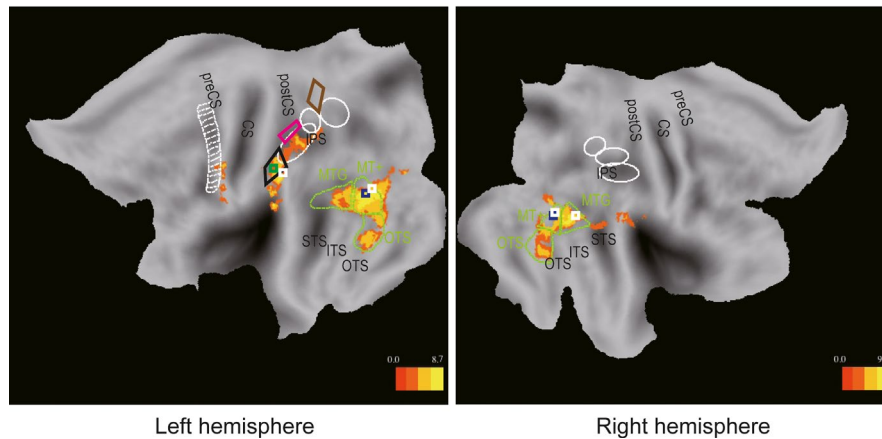 preCS
CS
postCS
IPS
MTG
MT+
OTS
STS
ITS
OTS
0.0
8.7
Left hemisphere
postCS
preCS
CS
IPS
MTG
MT+
STS
OTS
ITS
OTS
0.0
9
Right hemisphere